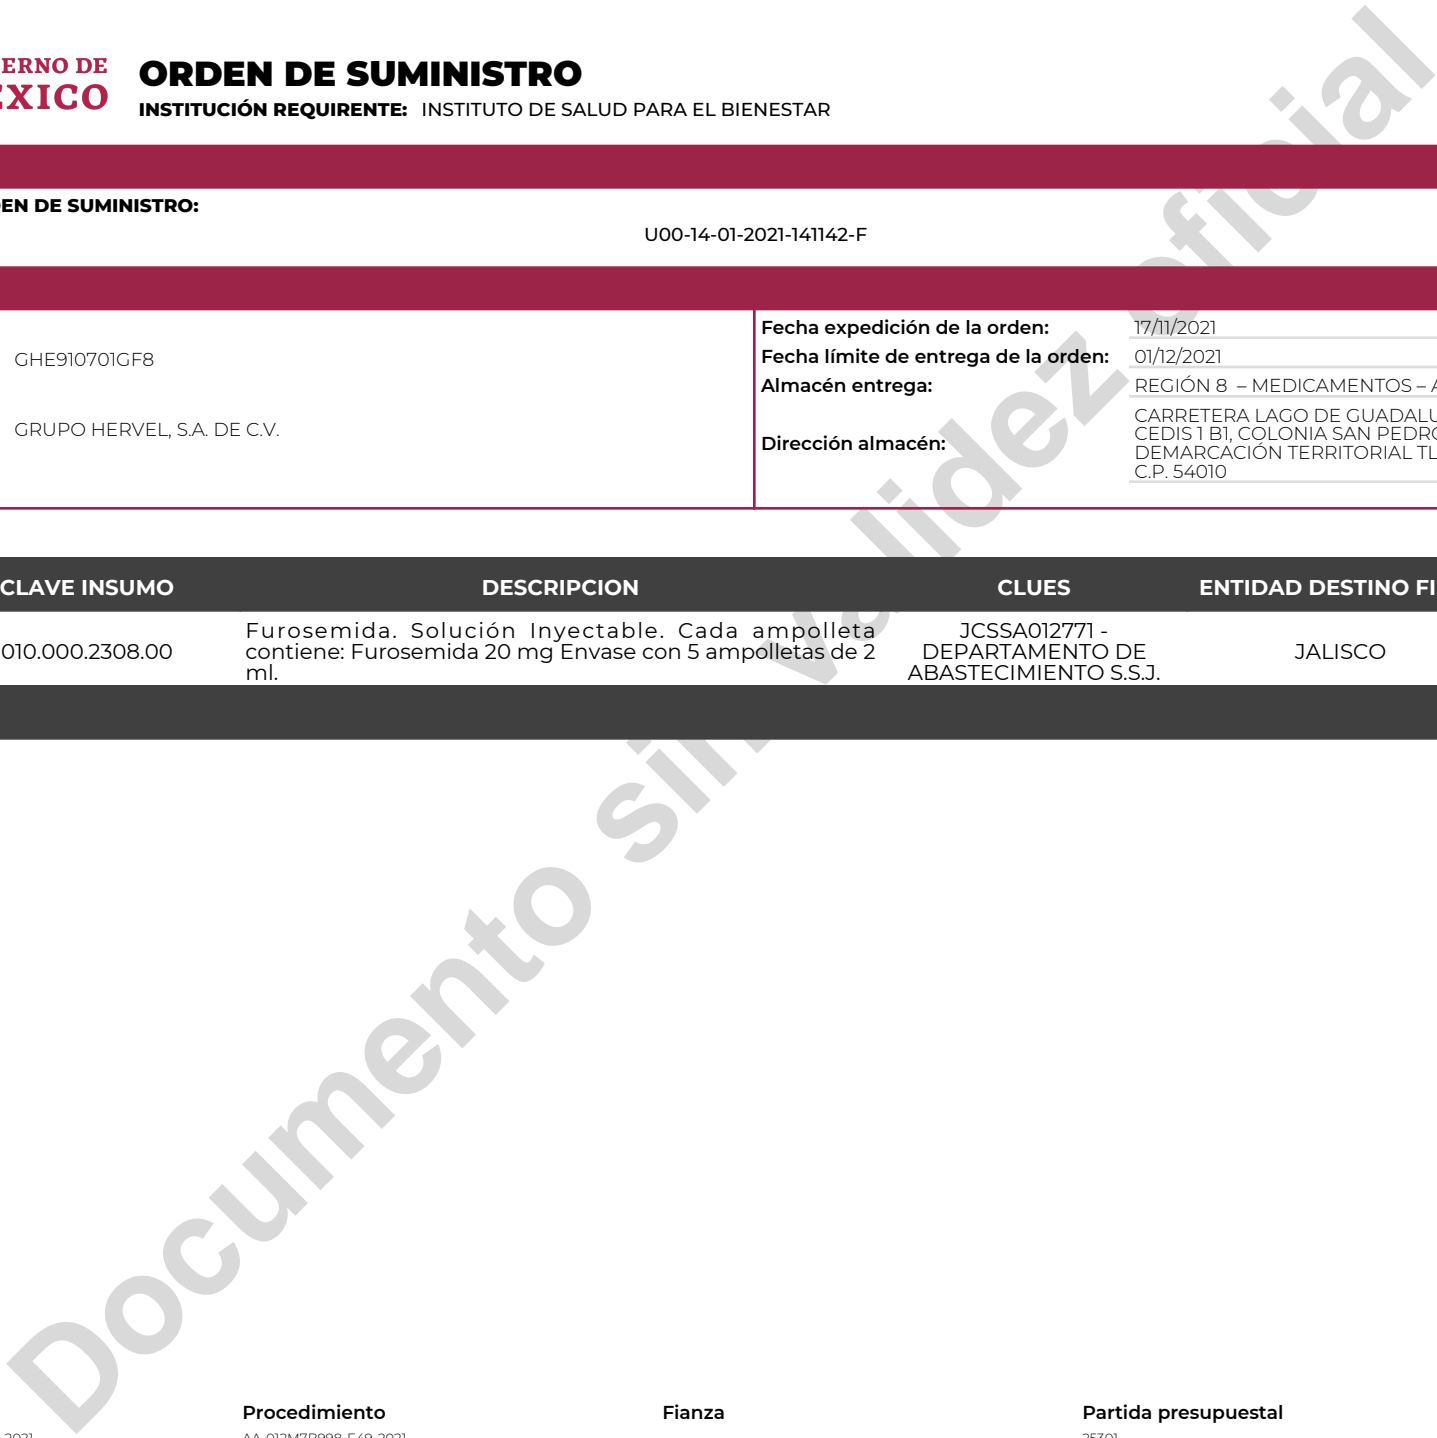 ORDEN DE SUMINISTRO
INSTITUCIÓN REQUIRENTE: INSTITUTO DE SALUD PARA EL BIENESTAR
ERNO DE
EXICO
EN DE SUMINISTRO:
U00-14-01-2021-141142-F
GHE910701GF8
GRUPO HERVEL, S.A. DE C.V.
Fecha expedición de la orden: 17/11/2021
Fecha límite de entrega de la orden: 01/12/2021
Almacén entrega: REGIÓN 8 – MEDICAMENTOS – A
Dirección almacén:
CARRETERA LAGO DE GUADALU
CEDIS 1 B1, COLONIA SAN PEDRO
DEMARCACIÓN TERRITORIAL TL
C.P. 54010
CLAVE INSUMO DESCRIPCION CLUES ENTIDAD DESTINO FI
010.000.2308.00
Furosemida. Solución Inyectable. Cada ampolleta
contiene: Furosemida 20 mg Envase con 5 ampolletas de 2
ml.
JCSSA012771 -
DEPARTAMENTO DE
ABASTECIMIENTO S.S.J.
JALISCO
Documento sin validez oficial
Procedimiento Fianza Partida presupuestal